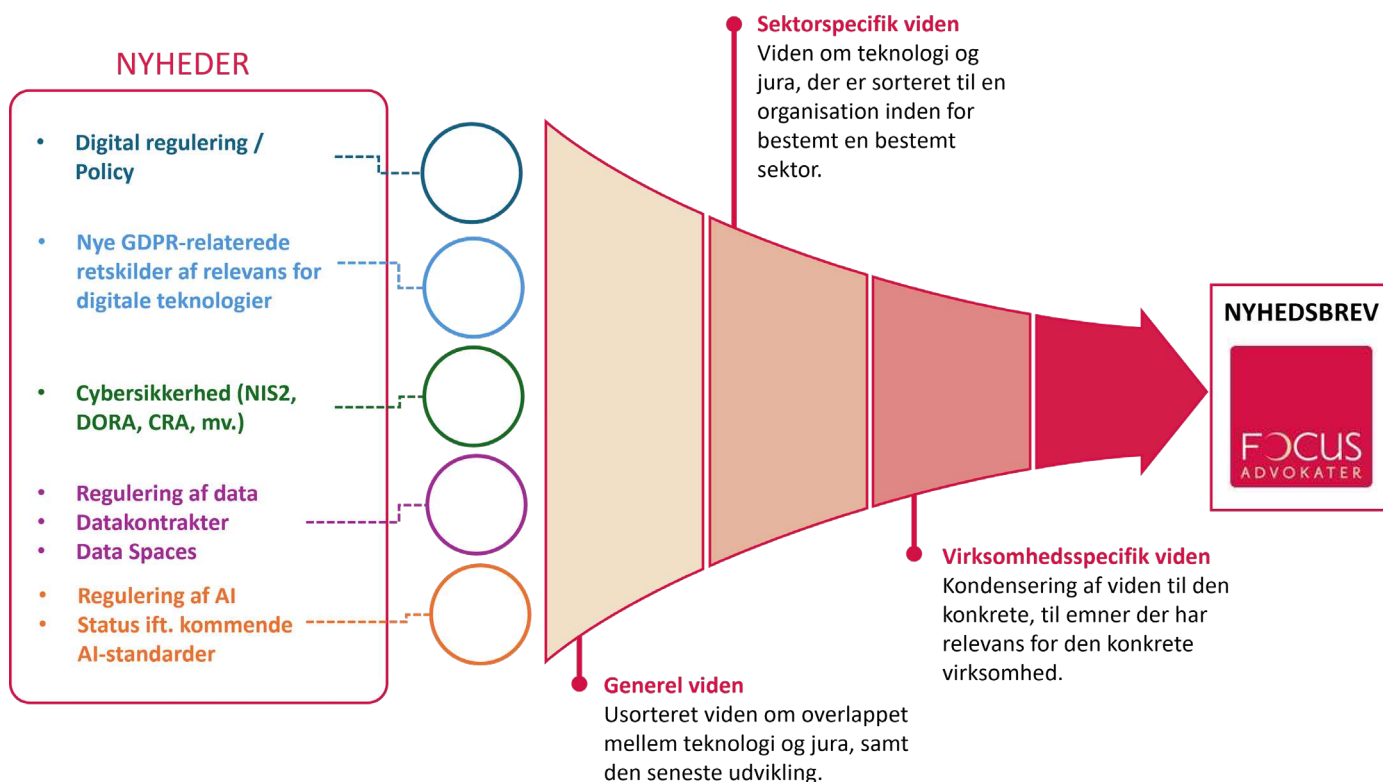 NYHEDER
• Digital regulering /
Policy
• Nye GDPR-relaterede
retskilder af relevans for
digitale teknologier
• Cybersikkerhed (NIS2,
DORA, CRA, mv.)
• Regulering af data
• Datakontrakter
• Data Spaces
• Regulering af AI
• Status ift. kommende
AI-standarder
Sektorspecifik viden
Viden om teknologi og
jura, der er sorteret til en
organisation inden for
bestemt en bestemt
sektor.
Generel viden
Usorteret viden om overlappet
mellem teknologi og jura, samt
den seneste udvikling.
Virksomhedsspecifik viden
Kondensering af viden til den
konkrete, til emner der har
relevans for den konkrete
virksomhed.
NYHEDSBREV
FOCUS
ADVOKATER